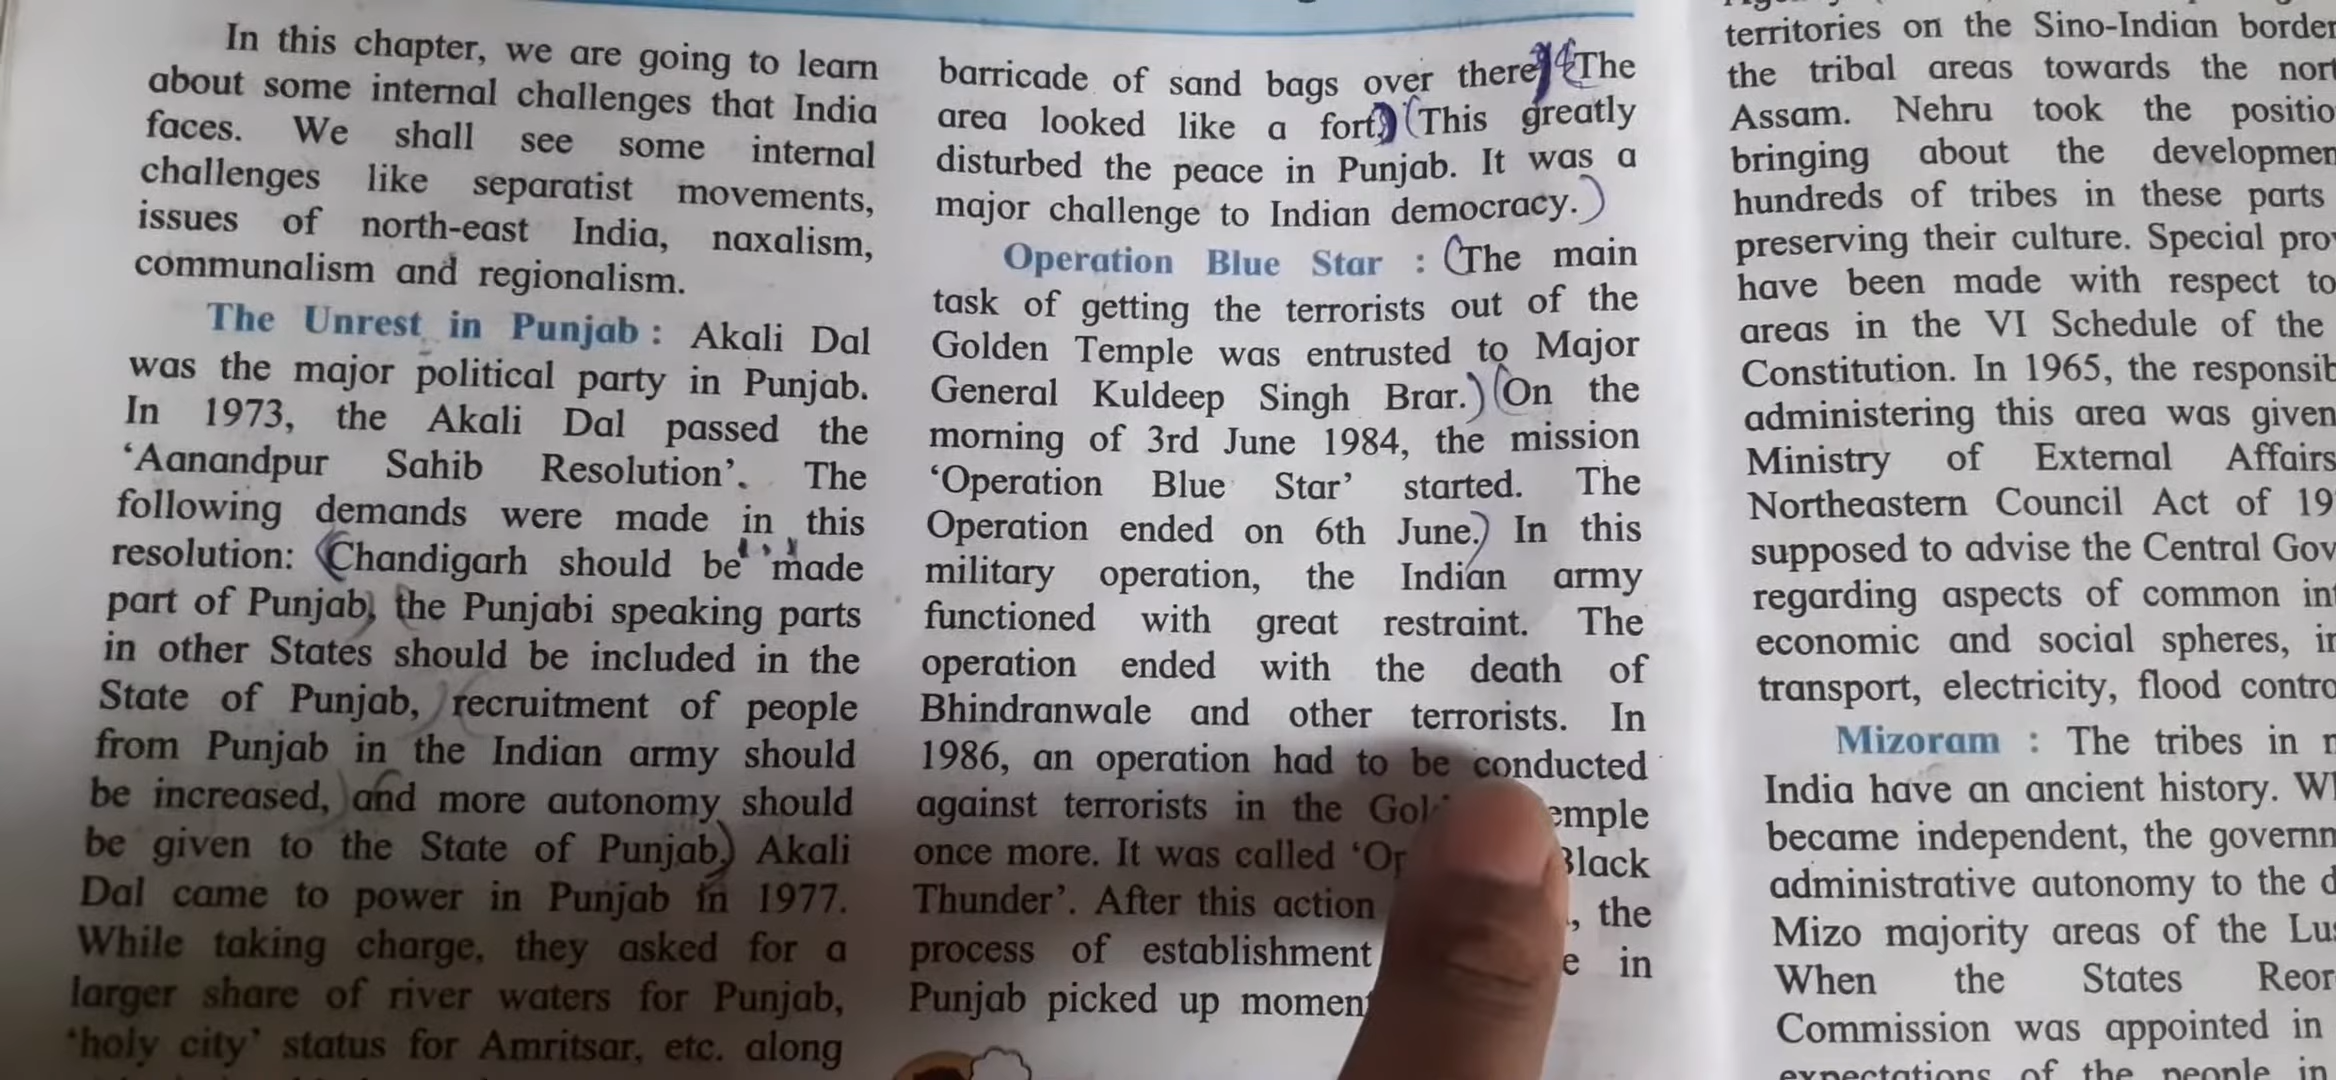 In this chapter, we are going to learn
about some internal challenges that India
faces. We shall see some internal
challenges like separatist movements,
issues of north-east India, naxalism,
communalism and regionalism.
The Unrest in Punjab : Akali Dal
was the major political party in Punjab.
In 1973, the Akali Dal passed the
‘Aanandpur Sahib Resolution’. The
following demands were made in this
resolution: Chandigarh should be made
part of Punjab, the Punjabi speaking parts
in other States should be included in the
State of Punjab, recruitment of people
from Punjab in the Indian army should
be increased, and more autonomy should
be given to the State of Punjab. Akali
Dal came to power in Punjab in 1977.
While taking charge, they asked for a
larger share of river waters for Punjab,
‘holy city’ status for Amritsar, etc. along
barricade of sand bags over there. The
area looked like a fort. This greatly
disturbed the peace in Punjab. It was a
major challenge to Indian democracy.
Operation Blue Star : The main
task of getting the terrorists out of the
Golden Temple was entrusted to Major
General Kuldeep Singh Brar. On the
morning of 3rd June 1984, the mission
‘Operation Blue Star’ started. The
Operation ended on 6th June. In this
military operation, the Indian army
functioned with great restraint. The
operation ended with the death of
Bhindranwale and other terrorists. In
1986, an operation had to be conducted
against terrorists in the
once more. It was called
Thunder’. After this action the
process of establishment in
Punjab picked up
territories on the Sino-Indian border
the tribal areas towards the
Assam. Nehru took the
bringing about the
hundreds of tribes in these parts
preserving their culture. Special
have been made with respect to
areas in the VI Schedule of the
Constitution. In 1965, the
administering this area was given
Ministry of External Affairs
Northeastern Council Act of
supposed to advise the Central
regarding aspects of common
economic and social spheres,
transport, electricity, flood
Mizoram : The tribes in
India have an ancient history.
became independent, the
administrative autonomy to the
Mizo majority areas of the
When the States
Commission was appointed in
expectations of the people in